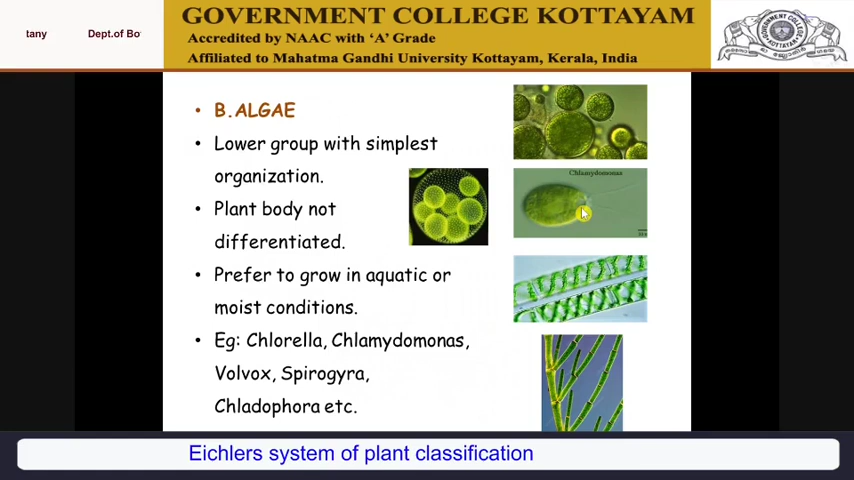 GOVERNMENT COLLEGE KOTTAYAM
tany Dept.of Bo
Accredited by NAAC with ‘A’ Grade
Affiliated to Mahatma Gandhi University Kottayam, Kerala, India
• B.ALGAE
• Lower group with simplest
organization.
• Plant body not
differentiated.
• Prefer to grow in aquatic or
moist conditions.
• Eg: Chlorella, Chlamydomonas,
Volvox, Spirogyra,
Chladophora etc.
Chlamydomonas
Eichlers system of plant classification